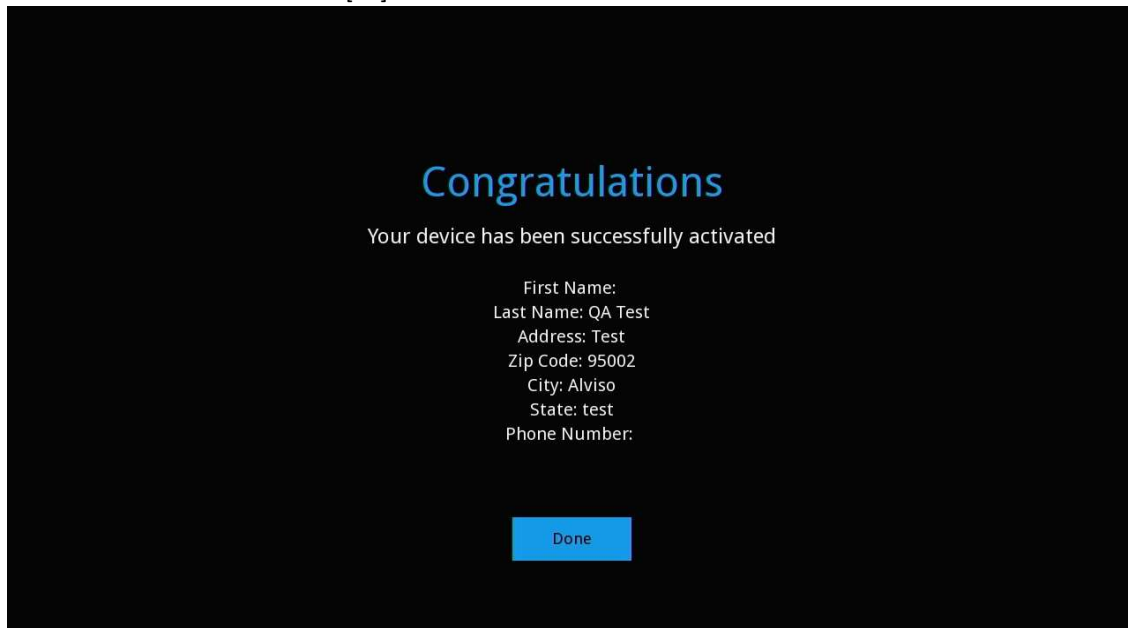 Congratulations
Your device has been successfully activated
First Name:
Last Name: QA Test
Address: Test
Zip Code: 95002
City: Alviso
State: test
Phone Number:
Done